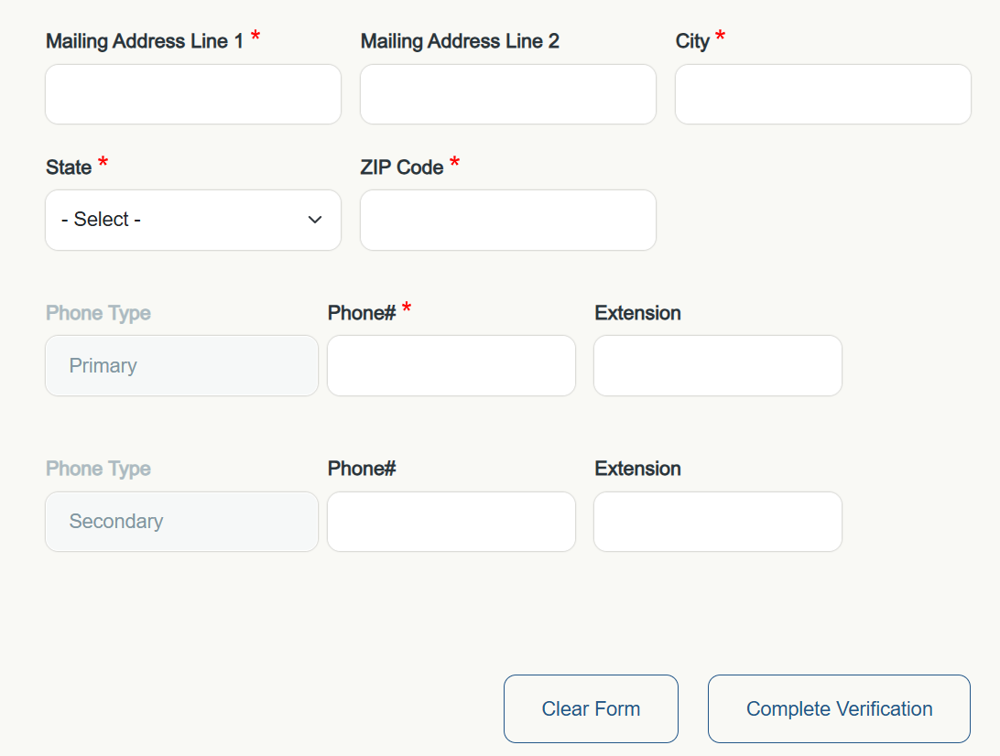 Mailing Address Line 1 * Mailing Address Line 2 City *
State * ZIP Code *
- Select -
Phone Type Phone# * Extension
Primary
Phone Type Phone# Extension
Secondary
Clear Form Complete Verification